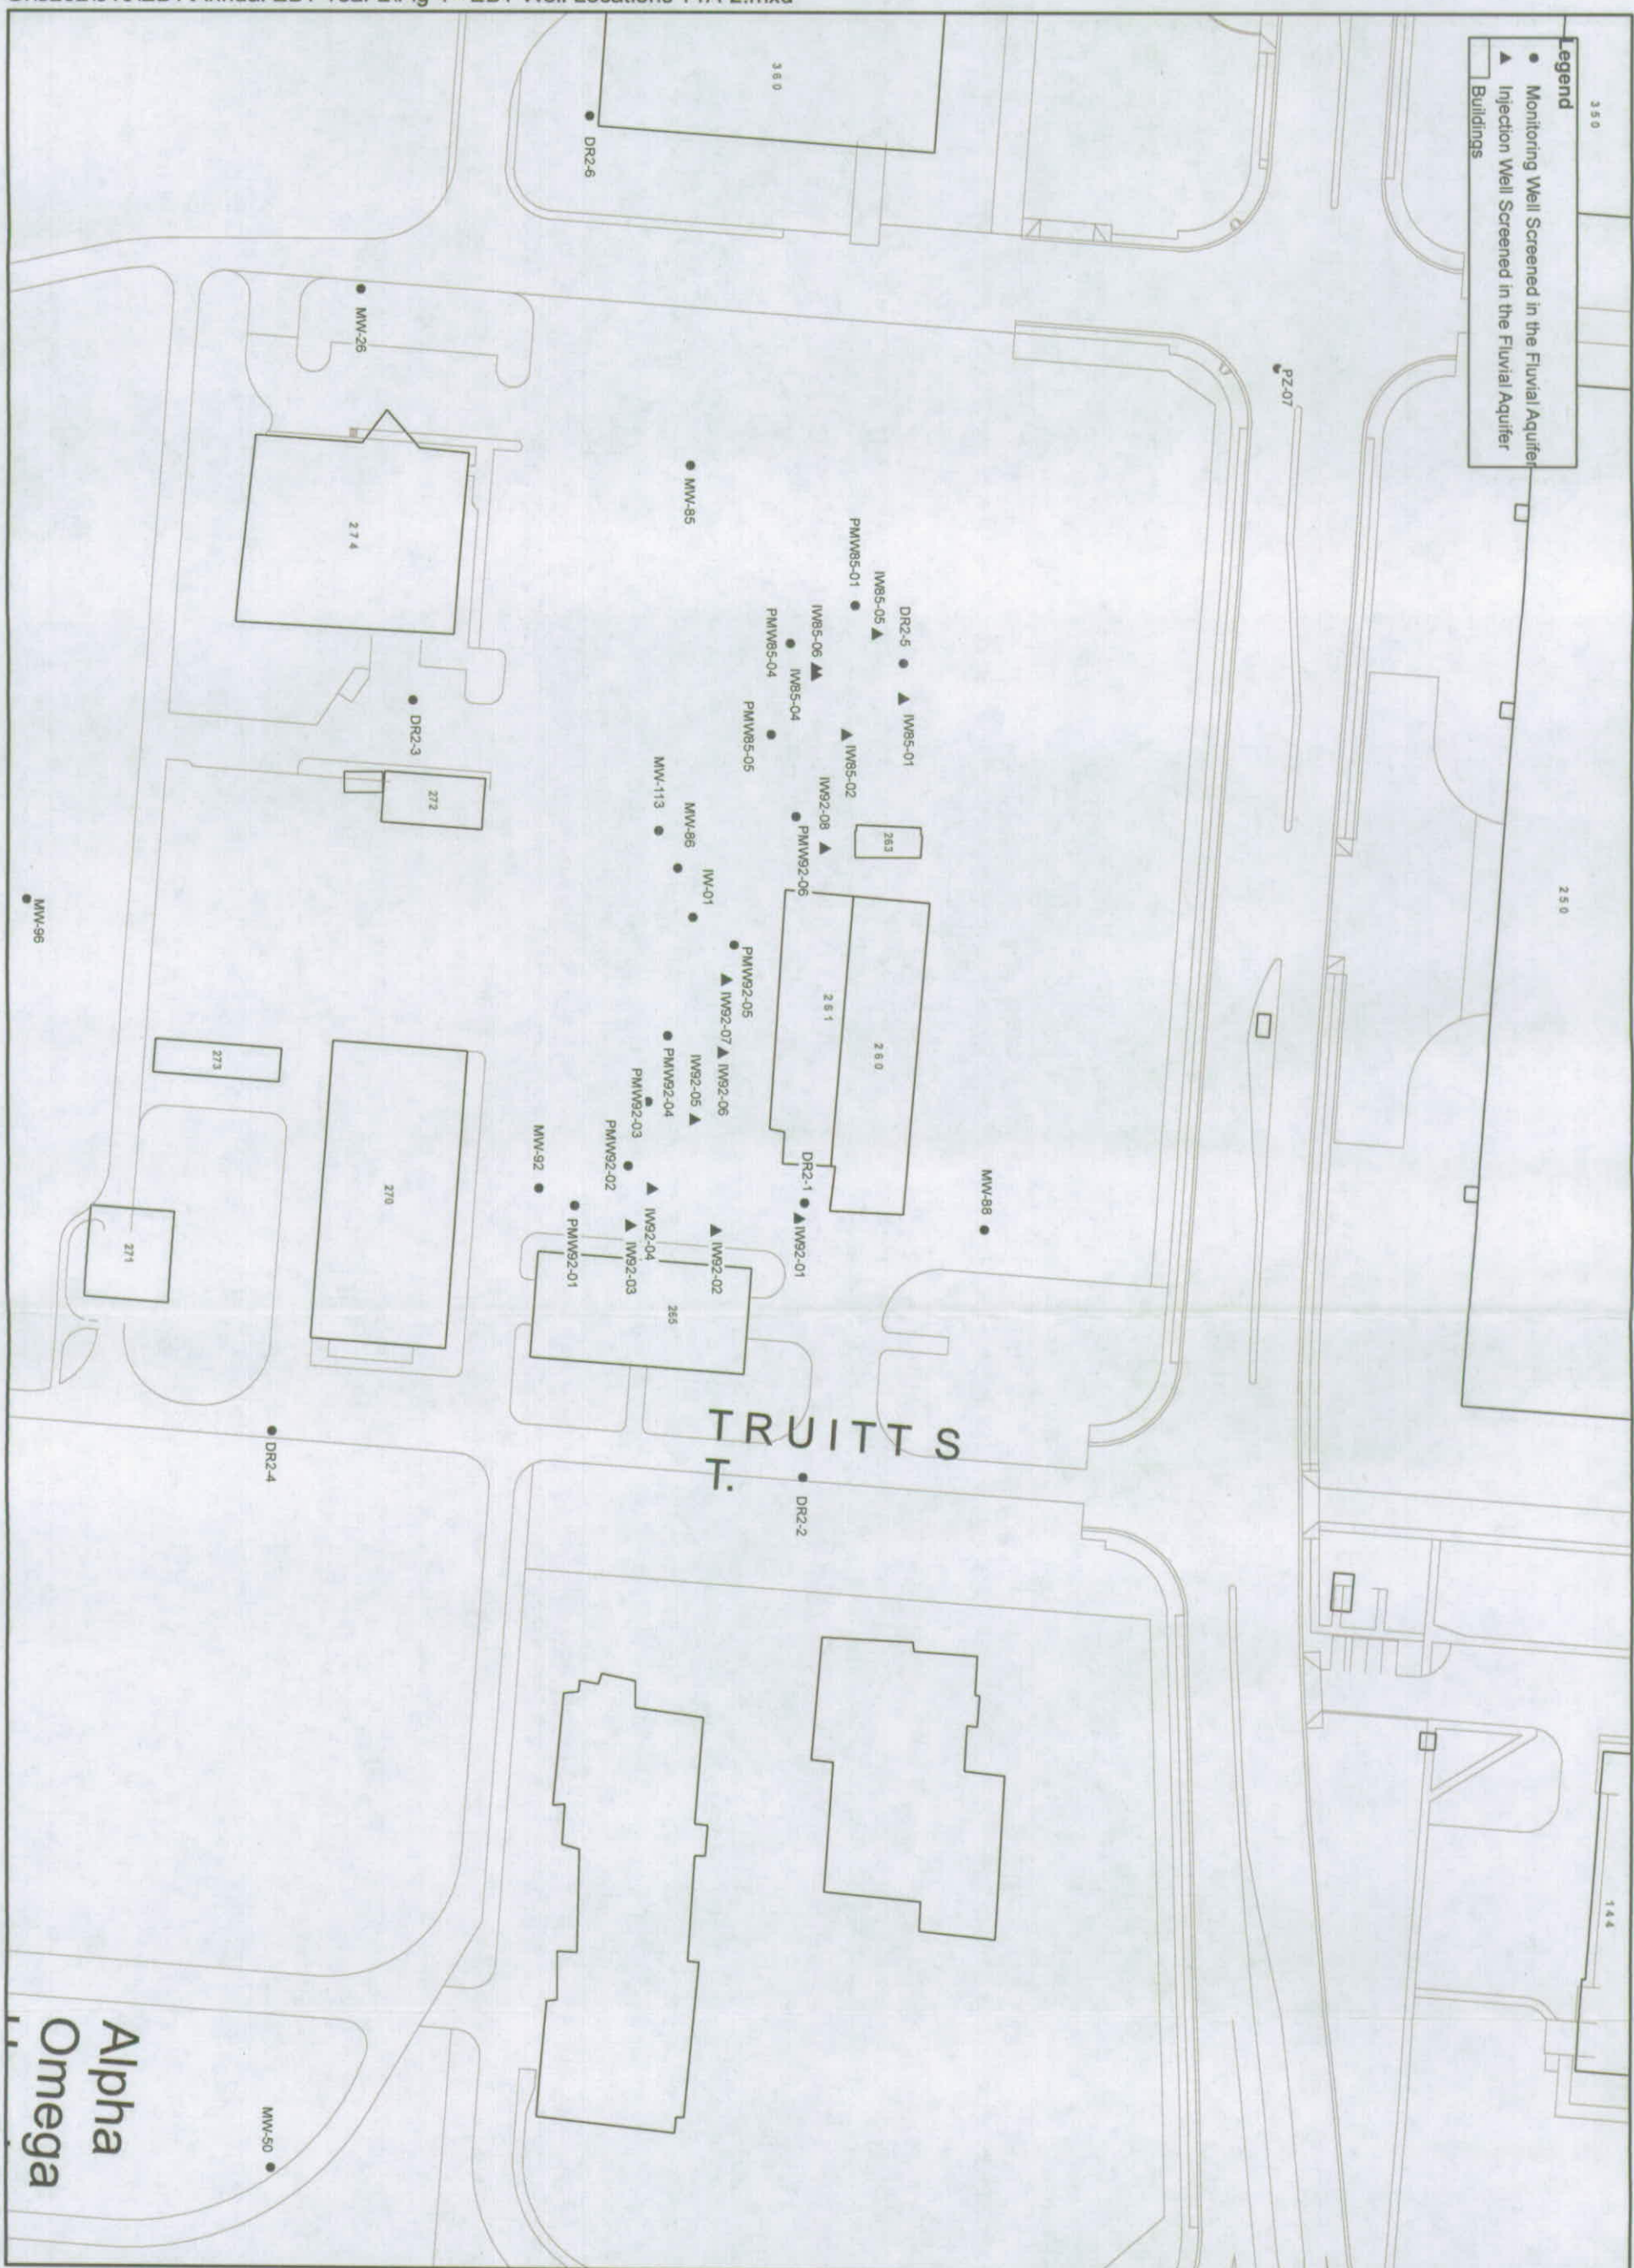 Legend
Monitoring Well Screened in the Fluvial Aquifer
Injection Well Screened in the Fluvial Aquifer
Buildings
350
360
DR2-6
MW-26
PZ-07
274
MW-85
PMW85-01
IW85-05
DR2-5
IW85-06
PMW85-04
IW85-04
IW85-01
PMW85-05
IW85-02
DR2-3
272
MW-113
MW-86
IW92-08
PMW92-06
263
250
IW-01
MW-96
PMW92-05
IW92-07
IW92-06
261
260
PMW92-04
IW92-05
PMW92-03
PMW92-02
273
270
271
MW-92
PMW92-01
IW92-04
IW92-03
IW92-02
DR2-1
IW92-01
MW-88
265
TRUITT S
T.
DR2-4
DR2-2
144
MW-50
Alpha
Omega